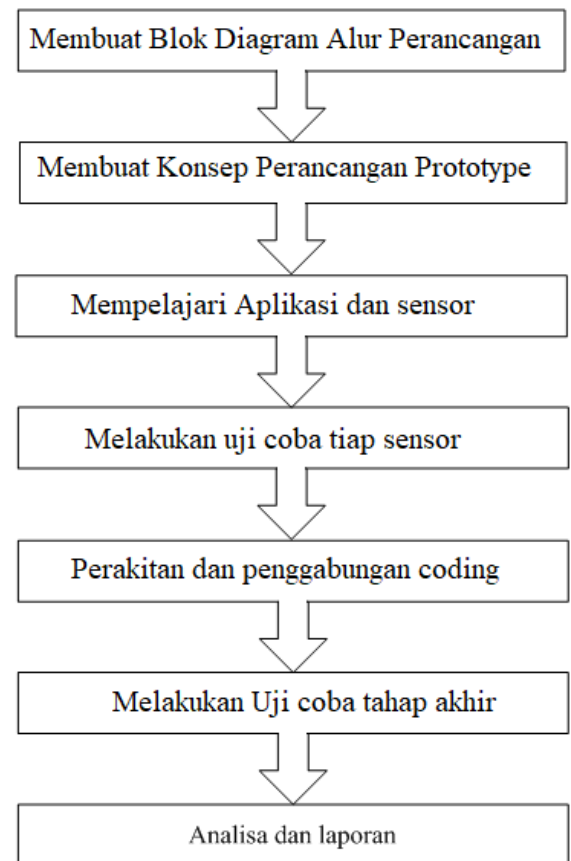 Membuat Blok Diagram Alur Perancangan
Membuat Konsep Perancangan Prototype
Mempelajari Aplikasi dan sensor
Melakukan uji coba tiap sensor
Perakitan dan penggabungan coding
Melakukan Uji coba tahap akhir
Analisa dan laporan